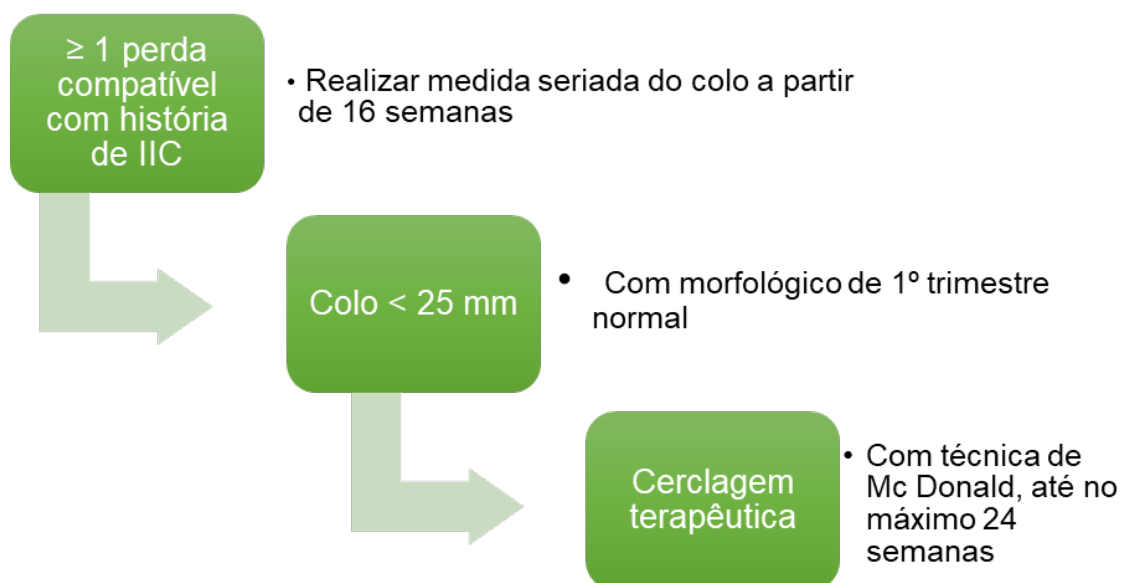 ≥ 1 perda
compatível
com história
de IIC
• Realizar medida seriada do colo a partir
de 16 semanas
Colo < 25 mm
• Com morfológico de 1º trimestre
normal
Cerclagem
terapêutica
• Com técnica de
Mc Donald, até no
máximo 24
semanas